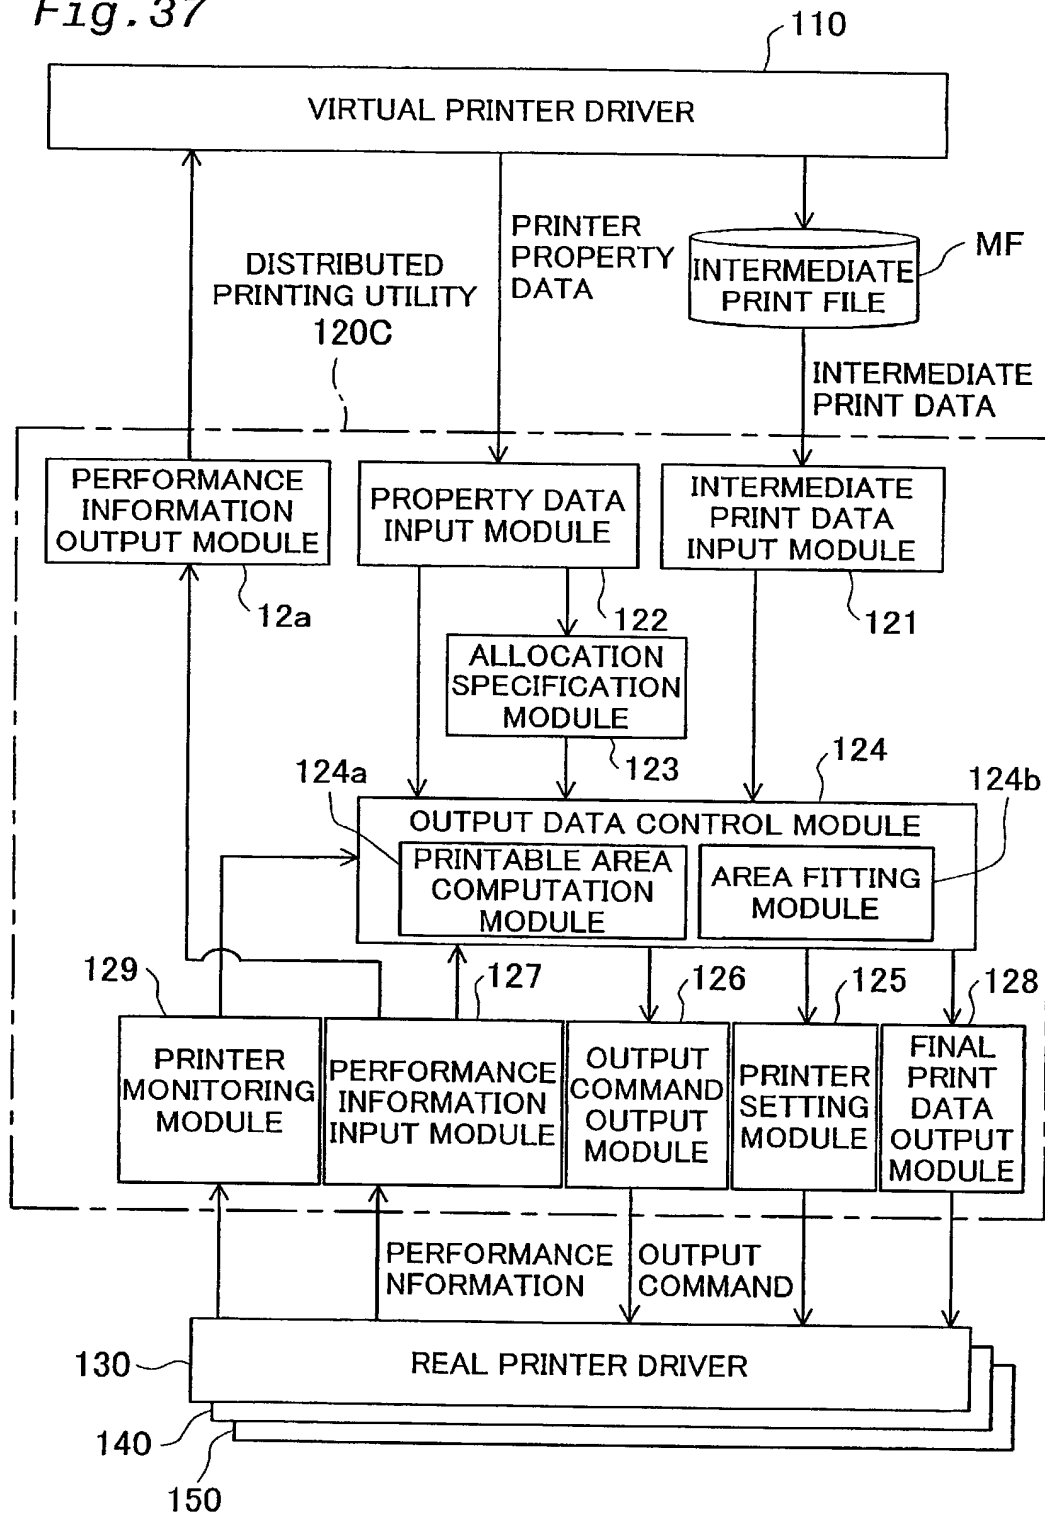 Fig.37
110
VIRTUAL PRINTER DRIVER
PRINTER
PROPERTY
DATA
MF
INTERMEDIATE
PRINT FILE
DISTRIBUTED
PRINTING UTILITY
120C
INTERMEDIATE
PRINT DATA
PERFORMANCE
INFORMATION
OUTPUT MODULE
PROPERTY DATA
INPUT MODULE
INTERMEDIATE
PRINT DATA
INPUT MODULE
12a
122
121
ALLOCATION
SPECIFICATION
MODULE
123
124
124a
124b
OUTPUT DATA CONTROL MODULE
PRINTABLE AREA
COMPUTATION
MODULE
AREA FITTING
MODULE
129
127
126
125
128
PRINTER
MONITORING
MODULE
PERFORMANCE
INFORMATION
INPUT MODULE
OUTPUT
COMMAND
OUTPUT
MODULE
PRINTER
SETTING
MODULE
FINAL
PRINT
DATA
OUTPUT
MODULE
PERFORMANCE
NFORMATION
OUTPUT
COMMAND
130
REAL PRINTER DRIVER
140
150